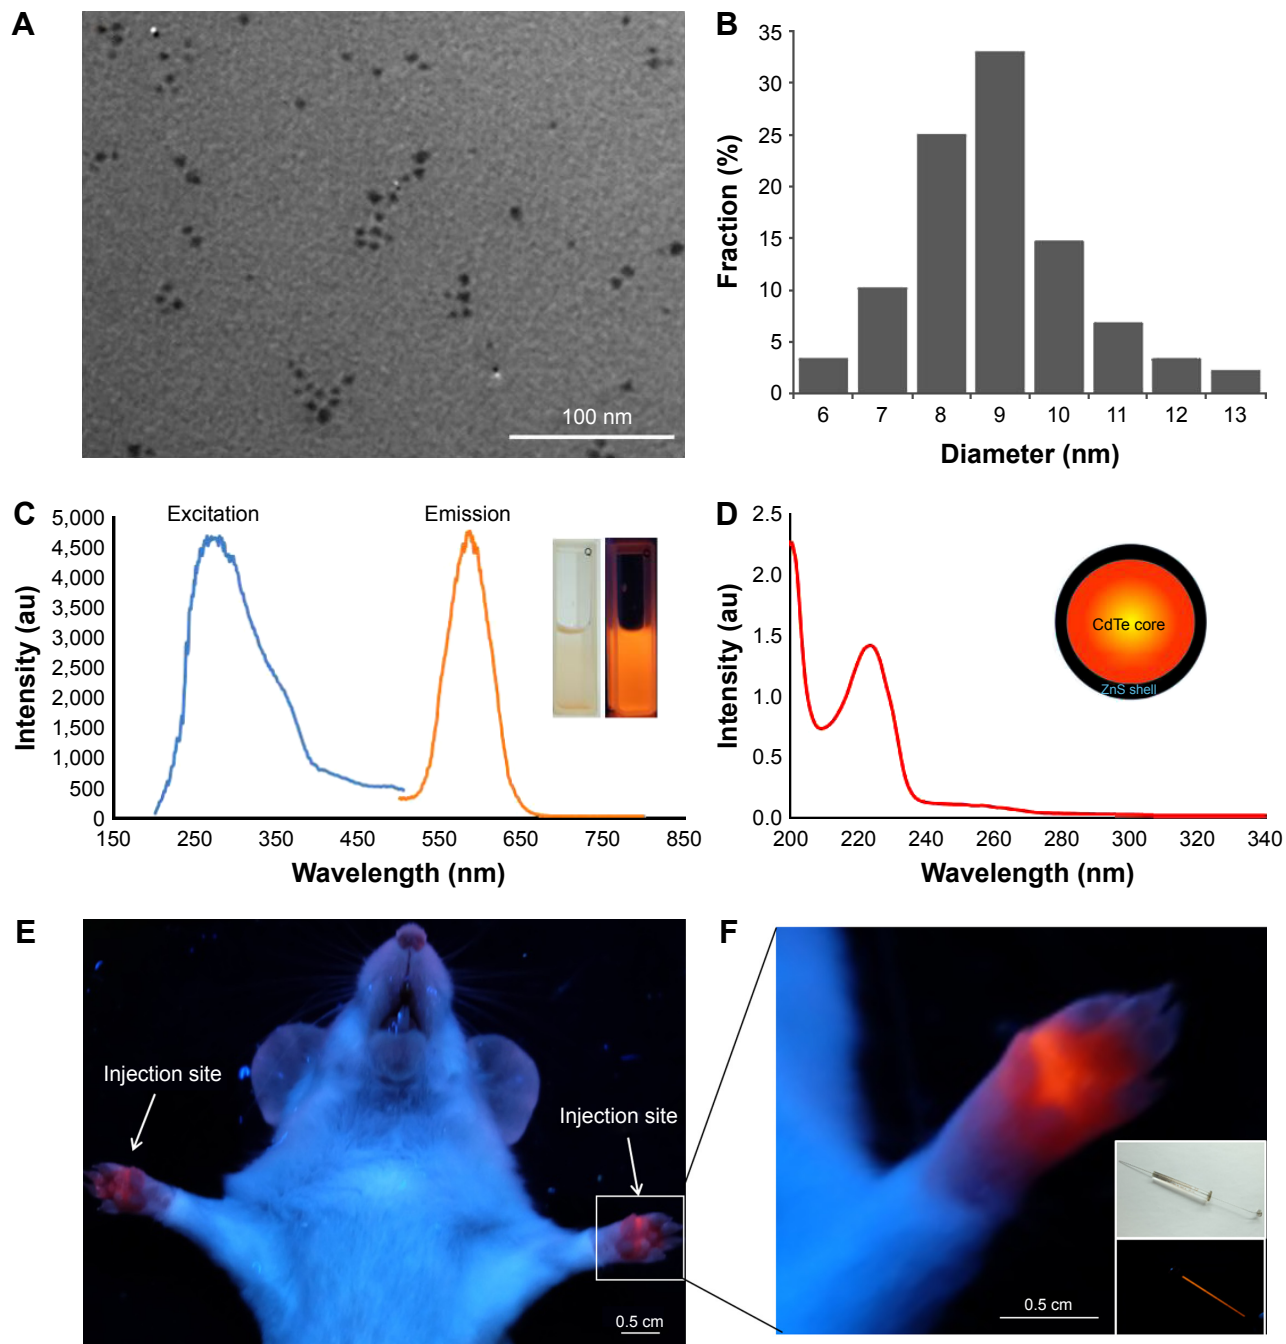 A
100 nm
B
35
30
25
20
15
10
5
0
Fraction (%)
6 7 8 9 10 11 12 13
Diameter (nm)
C
Excitation
Emission
5,000
4,500
4,000
3,500
3,000
2,500
2,000
1,500
1,000
500
0
Intensity (au)
150 250 350 450 550 650 750 850
Wavelength (nm)
D
2.5
2.0
1.5
1.0
0.5
0.0
Intensity (au)
CdTe core
ZnS shell
200 220 240 260 280 300 320 340
Wavelength (nm)
E
Injection site
Injection site
0.5 cm
F
0.5 cm